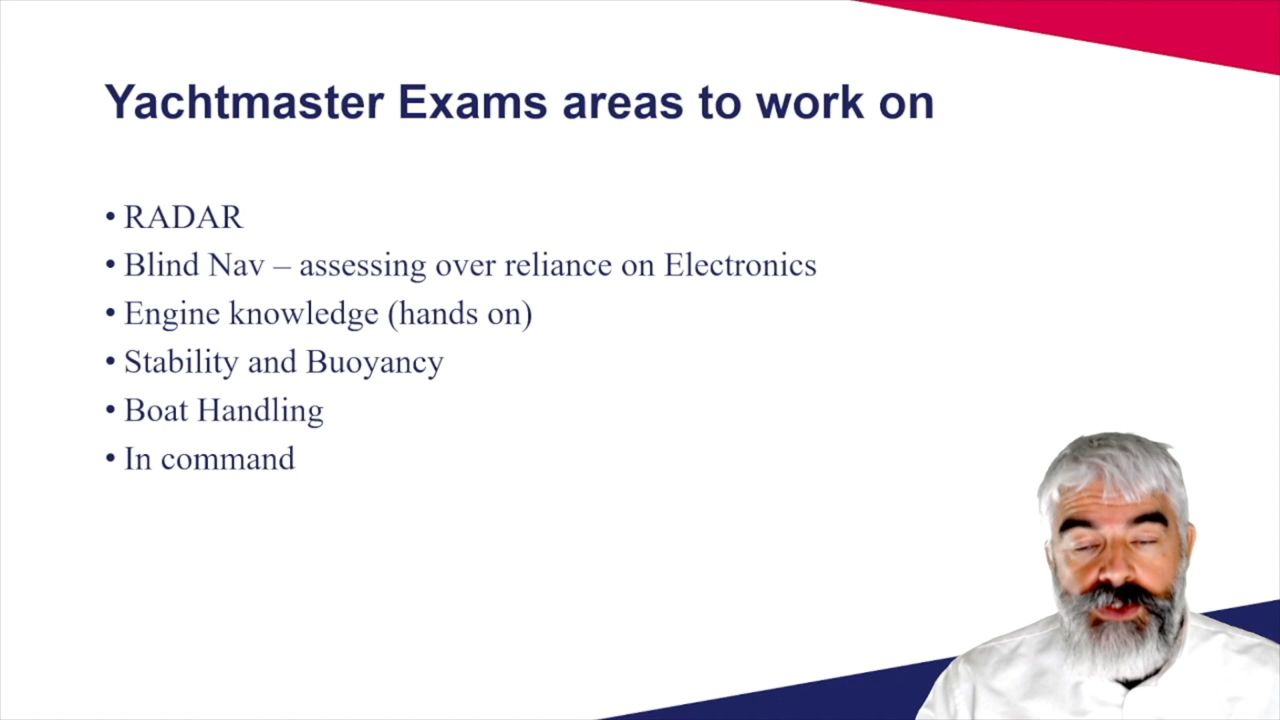 Yachtmaster Exams areas to work on
• RADAR
• Blind Nav – assessing over reliance on Electronics
• Engine knowledge (hands on)
• Stability and Buoyancy
• Boat Handling
• In command